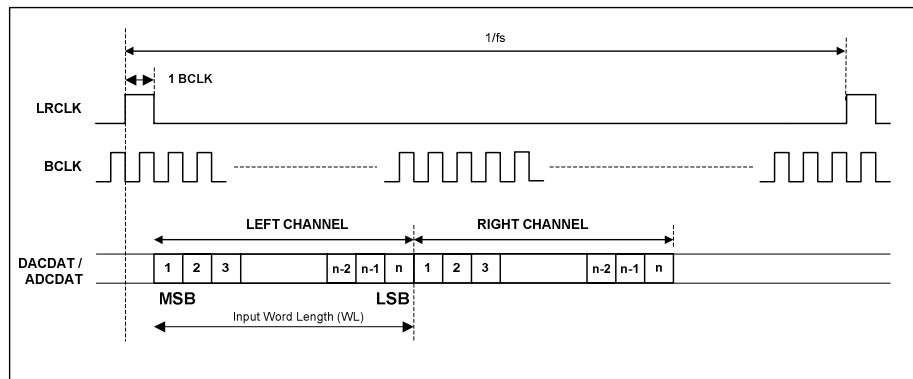 1/fs
1 BCLK
LRCLK
BCLK
LEFT CHANNEL RIGHT CHANNEL
DACDAT /
ADCDAT
1 2 3 n-2 n-1 n 1 2 3 n-2 n-1 n
MSB LSB
Input Word Length (WL)